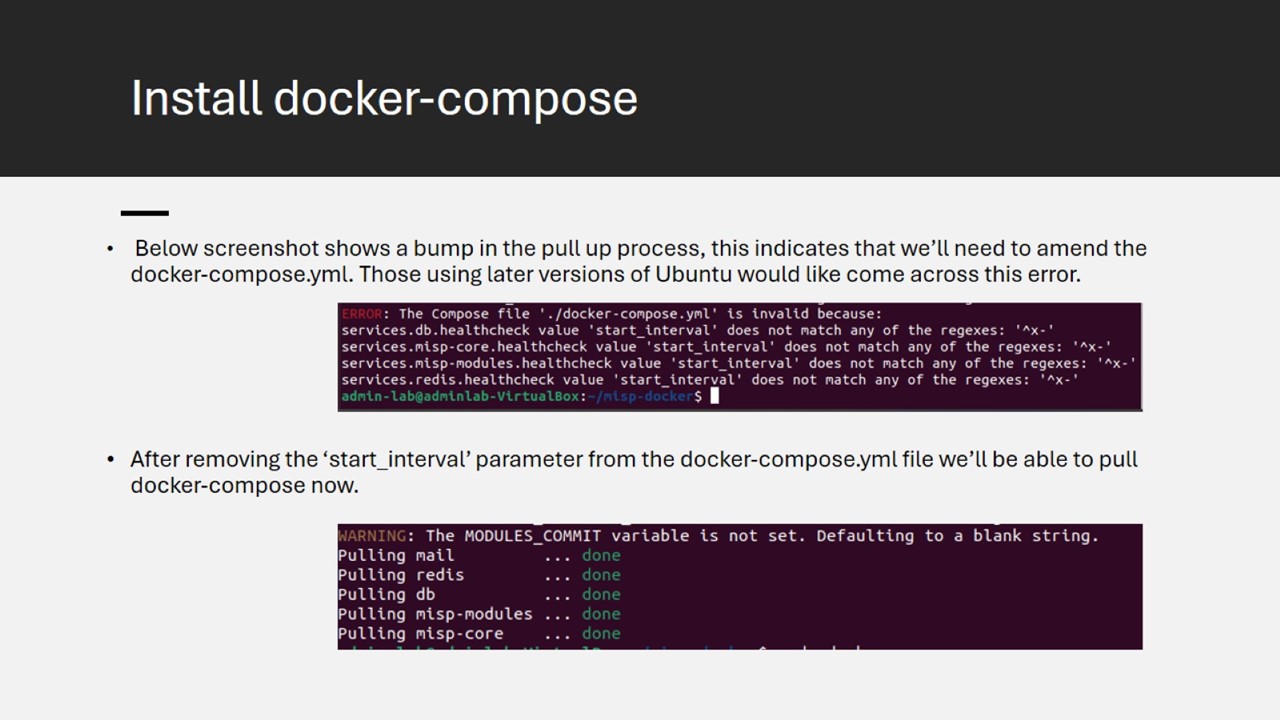 Install docker-compose
• Below screenshot shows a bump in the pull up process, this indicates that we’ll need to amend the
docker-compose.yml. Those using later versions of Ubuntu would like come across this error.
ERROR: The Compose file './docker-compose.yml' is invalid because:
services.db.healthcheck value 'start_interval' does not match any of the regexes: '^x-'
services.misp-core.healthcheck value 'start_interval' does not match any of the regexes: '^x-'
services.misp-modules.healthcheck value 'start_interval' does not match any of the regexes: '^x-'
services.redis.healthcheck value 'start_interval' does not match any of the regexes: '^x-'
admin-lab@adminlab-VirtualBox:~/misp-docker$
• After removing the ‘start_interval’ parameter from the docker-compose.yml file we’ll be able to pull
docker-compose now.
WARNING: The MODULES_COMMIT variable is not set. Defaulting to a blank string.
Pulling mail ... done
Pulling redis ... done
Pulling db ... done
Pulling misp-modules ... done
Pulling misp-core ... done